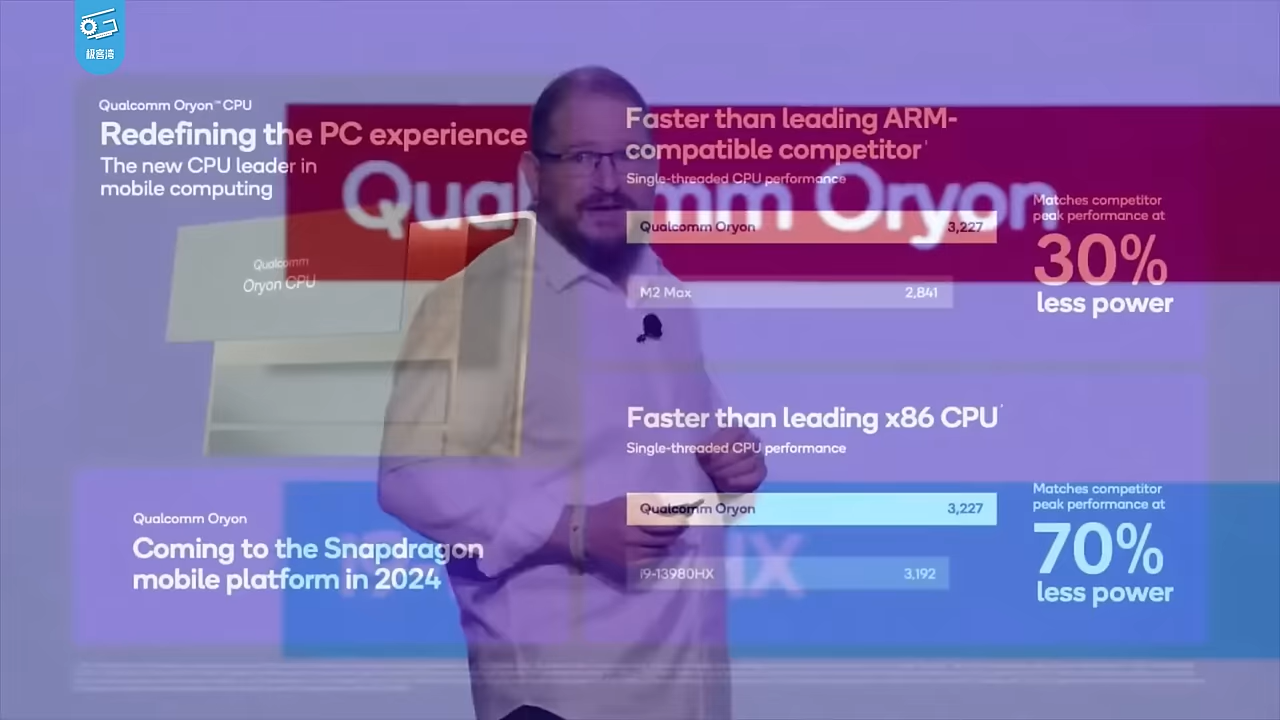 极客湾
Qualcomm Oryon™ CPU
Redefining the PC experience
The new CPU leader in
mobile computing
Qualcomm
Oryon CPU
Qualcomm Oryon
Coming to the Snapdragon
mobile platform in 2024
Qualcomm Oryon
Faster than leading ARM-
compatible competitor
Single-threaded CPU performance
Qualcomm Oryon 3,227
M2 Max 2,841
Matches competitor
peak performance at
30%
less power
Faster than leading x86 CPU
Single-threaded CPU performance
Qualcomm Oryon 3,227
i9-13980HX 3,192
Matches competitor
peak performance at
70%
less power